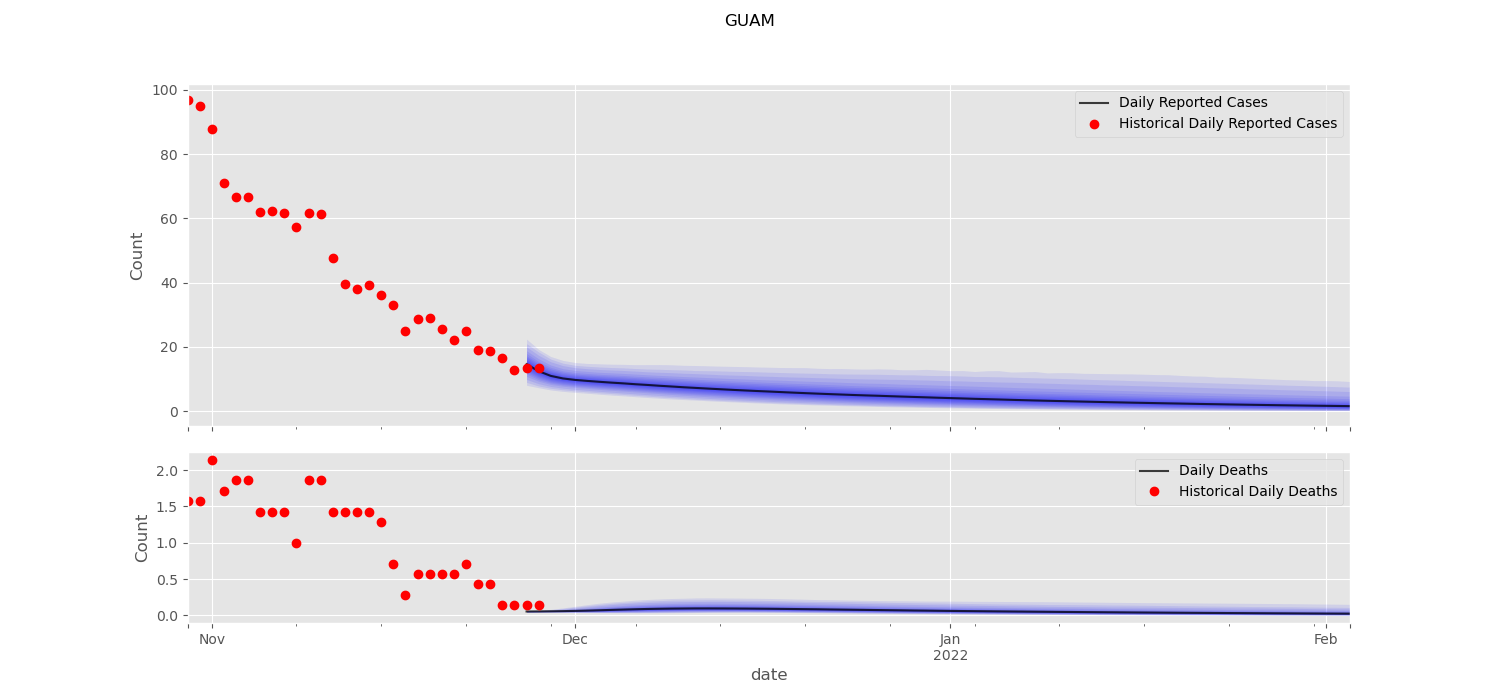 GUAM
100
80
60
40
20
0
Count
Daily Reported Cases
Historical Daily Reported Cases
2.0
1.5
1.0
0.5
0.0
Count
Daily Deaths
Historical Daily Deaths
Nov
Dec
Jan
2022
Feb
date